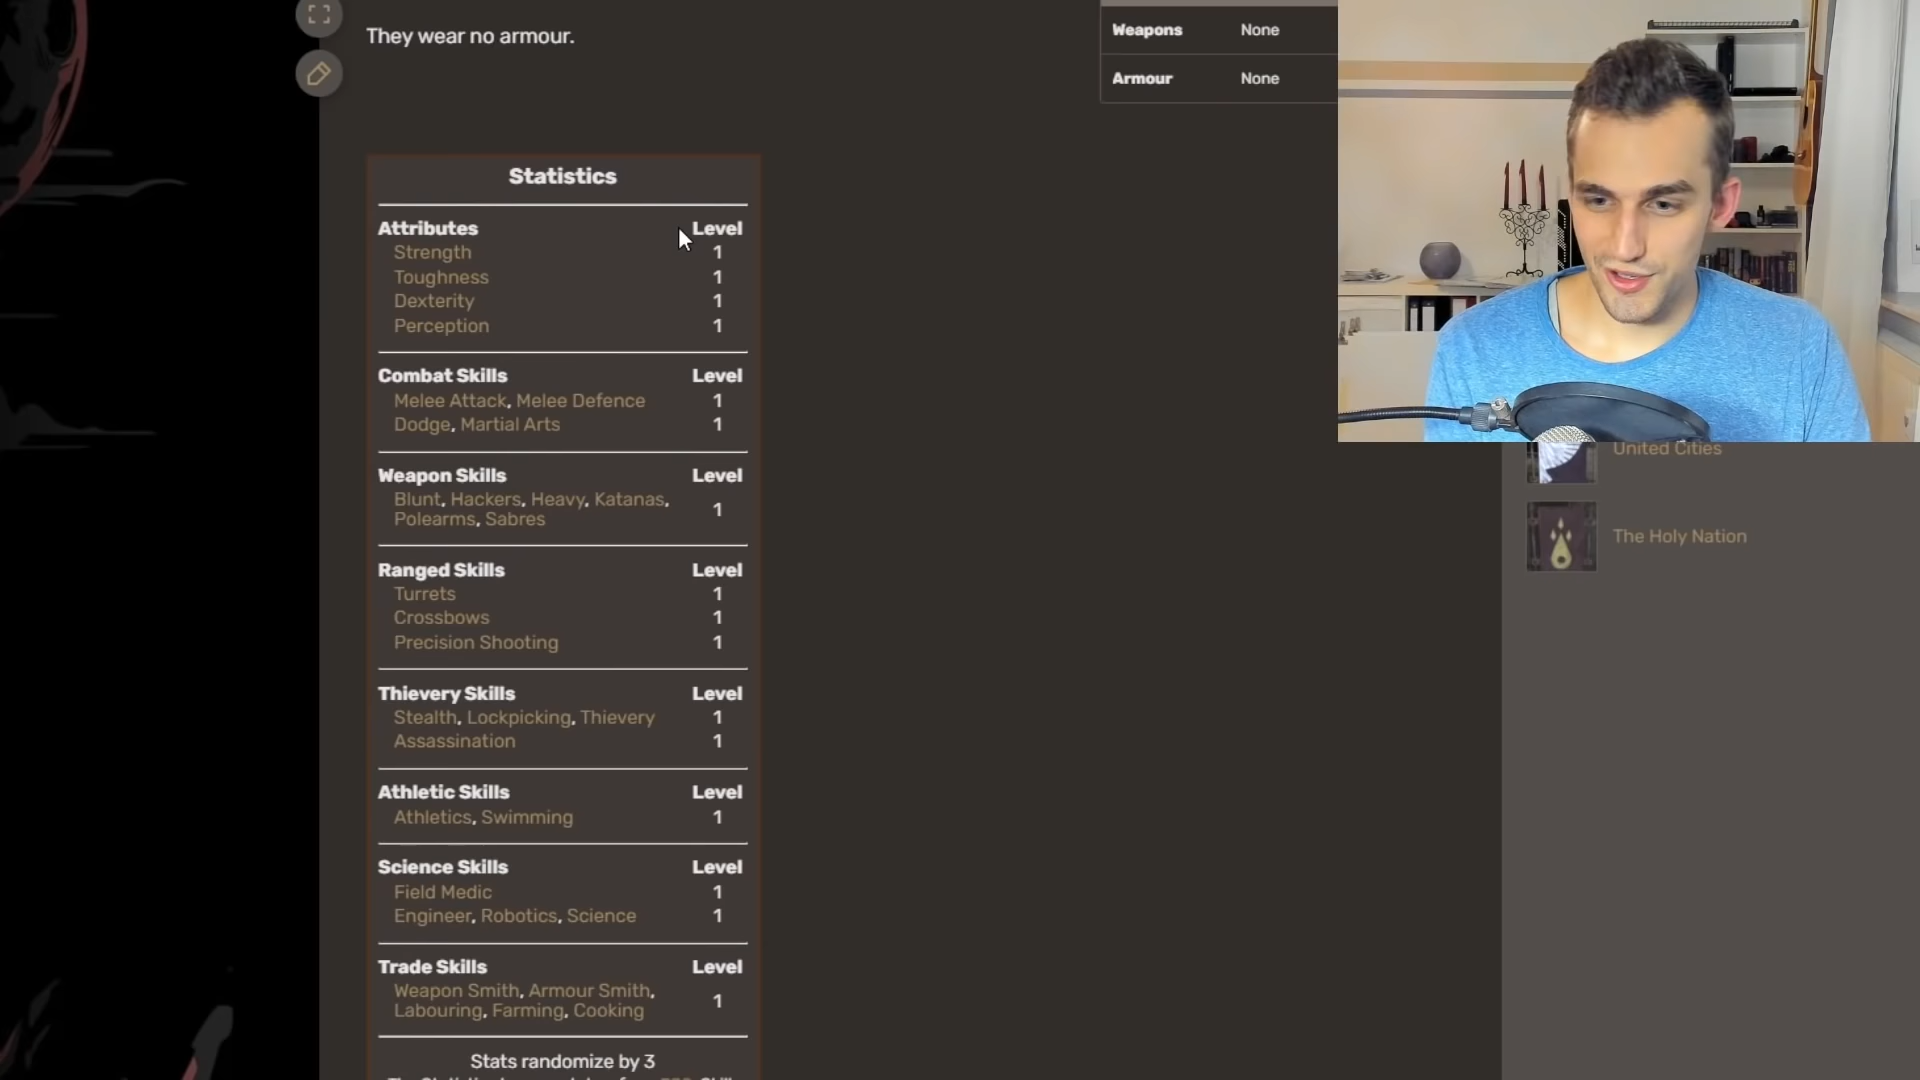 They wear no armour.
Weapons None
Armour None
Statistics
Attributes Level
Strength 1
Toughness 1
Dexterity 1
Perception 1
Combat Skills Level
Melee Attack, Melee Defence 1
Dodge, Martial Arts 1
Weapon Skills Level
Blunt, Hackers, Heavy, Katanas,
Polearms, Sabres 1
Ranged Skills Level
Turrets 1
Crossbows 1
Precision Shooting 1
Thievery Skills Level
Stealth, Lockpicking, Thievery 1
Assassination 1
Athletic Skills Level
Athletics, Swimming 1
Science Skills Level
Field Medic 1
Engineer, Robotics, Science 1
Trade Skills Level
Weapon Smith, Armour Smith,
Labouring, Farming, Cooking 1
Stats randomize by 3
United Cities
The Holy Nation